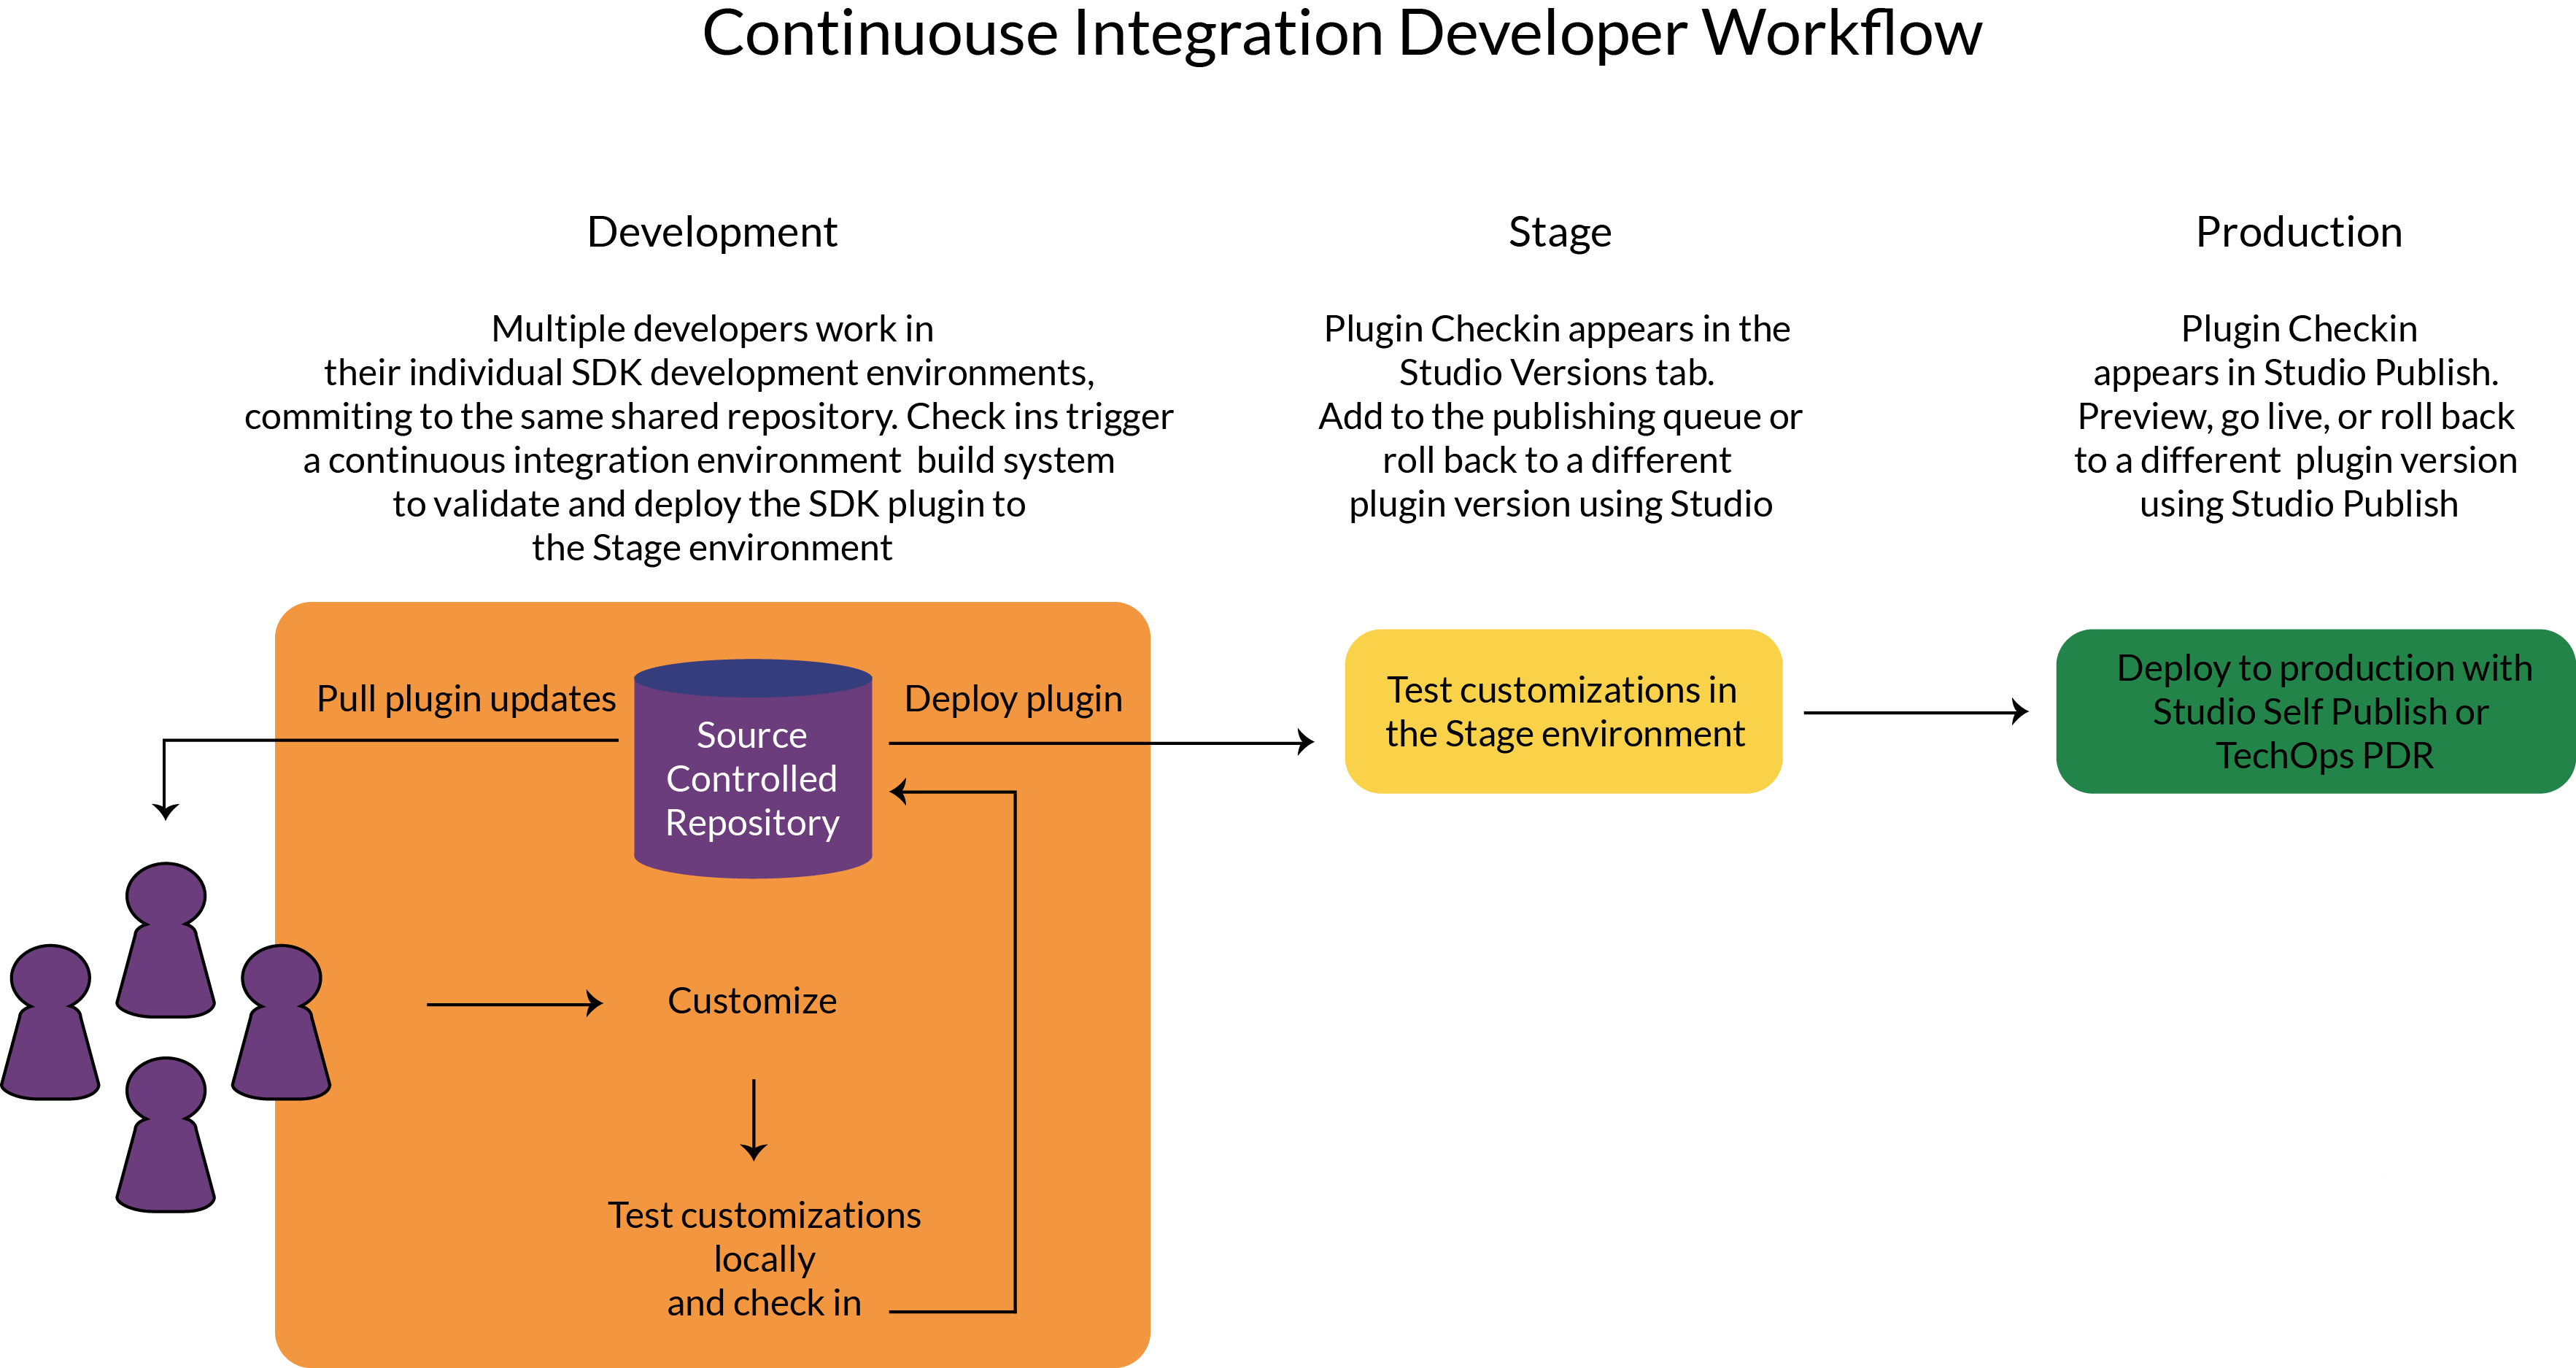 Continuouse Integration Developer Workflow
Development
Multiple developers work in
their individual SDK development environments,
commiting to the same shared repository. Check ins trigger
a continuous integration environment  build system
to validate and deploy the SDK plugin to
the Stage environment
Stage
Plugin Checkin appears in the
Studio Versions tab.
Add to the publishing queue or
roll back to a different
plugin version using Studio
Production
Plugin Checkin
appears in Studio Publish.
Preview, go live, or roll back
to a different  plugin version
using Studio Publish
Pull plugin updates
Source
Controlled
Repository
Deploy plugin
Customize
Test customizations
locally
and check in
Test customizations in
the Stage environment
Deploy to production with
Studio Self Publish or
TechOps PDR